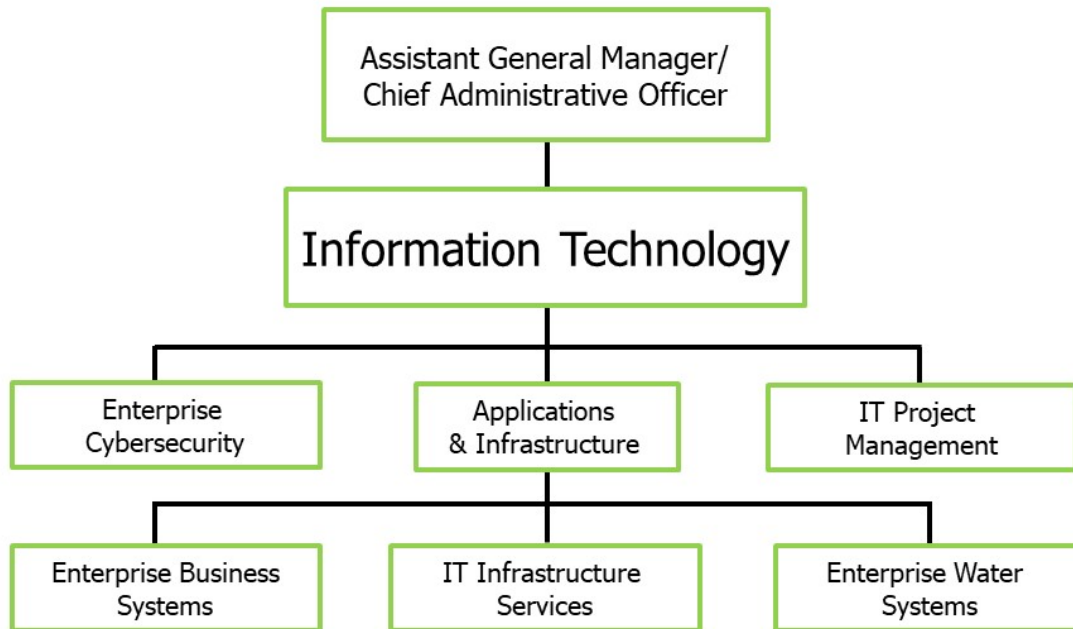 Assistant General Manager/
Chief Administrative Officer
Information Technology
Enterprise
Cybersecurity
Applications
& Infrastructure
IT Project
Management
Enterprise Business
Systems
IT Infrastructure
Services
Enterprise Water
Systems